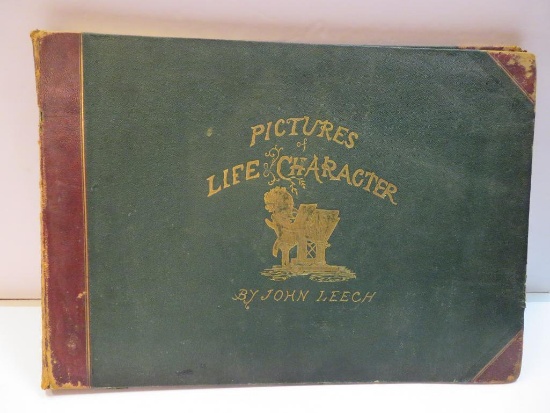 PICTURES
of
LIFE & CHARACTER
BY JOHN LEECH